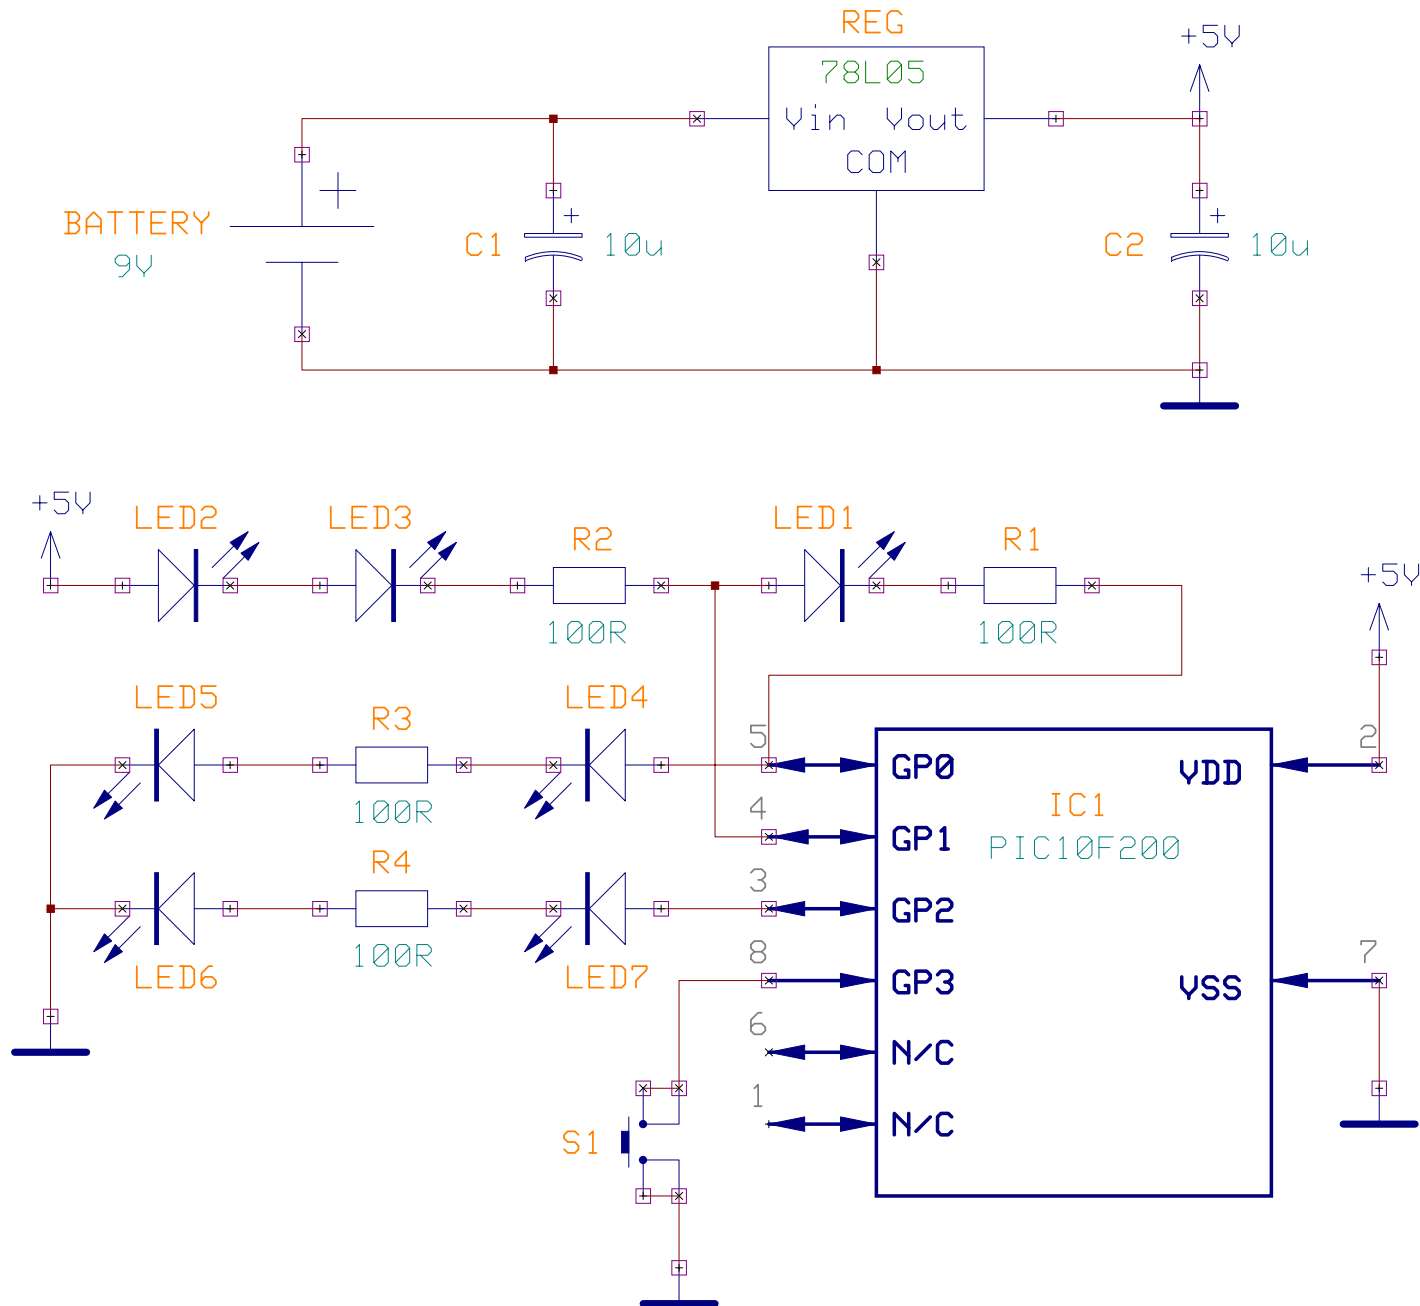 REG
+5V
78L05
Vin Vout
COM
BATTERY
9V
C1
+
10u
C2
+
10u
+
+5V
LED2
LED3
R2
100R
LED1
R1
100R
+5V
LED5
R3
100R
LED4
5
GP0
VDD
2
4
GP1
IC1
PIC10F200
R4
100R
3
GP2
LED6
LED7
8
GP3
VSS
7
6
N/C
1
N/C
S1